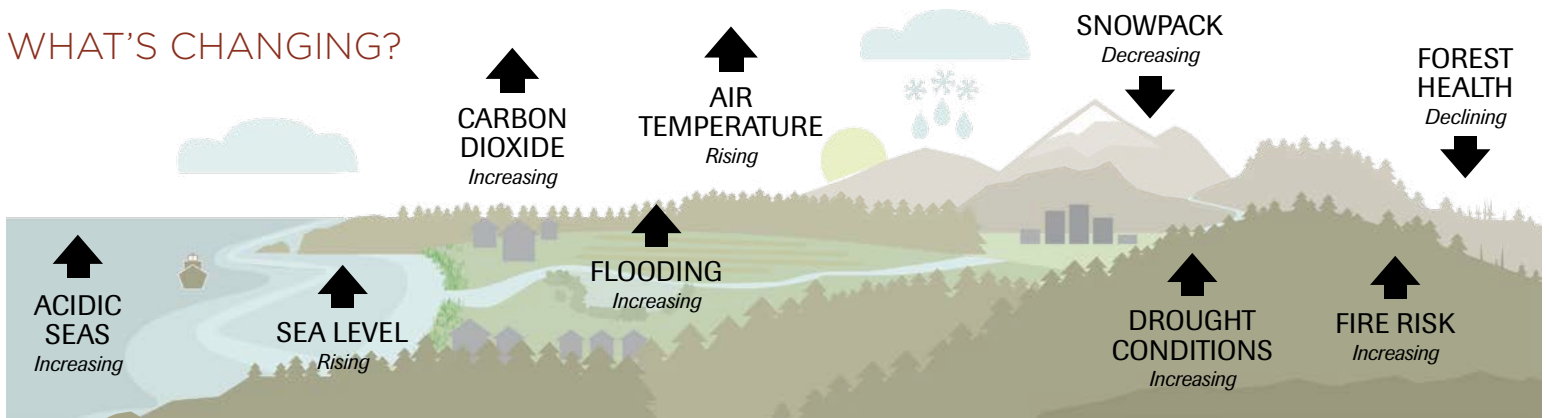 WHAT'S CHANGING?
ACIDIC
SEAS
Increasing
SEA LEVEL
Rising
CARBON
DIOXIDE
Increasing
FLOODING
Increasing
AIR
TEMPERATURE
Rising
SNOWPACK
Decreasing
DROUGHT
CONDITIONS
Increasing
FIRE RISK
Increasing
FOREST
HEALTH
Declining